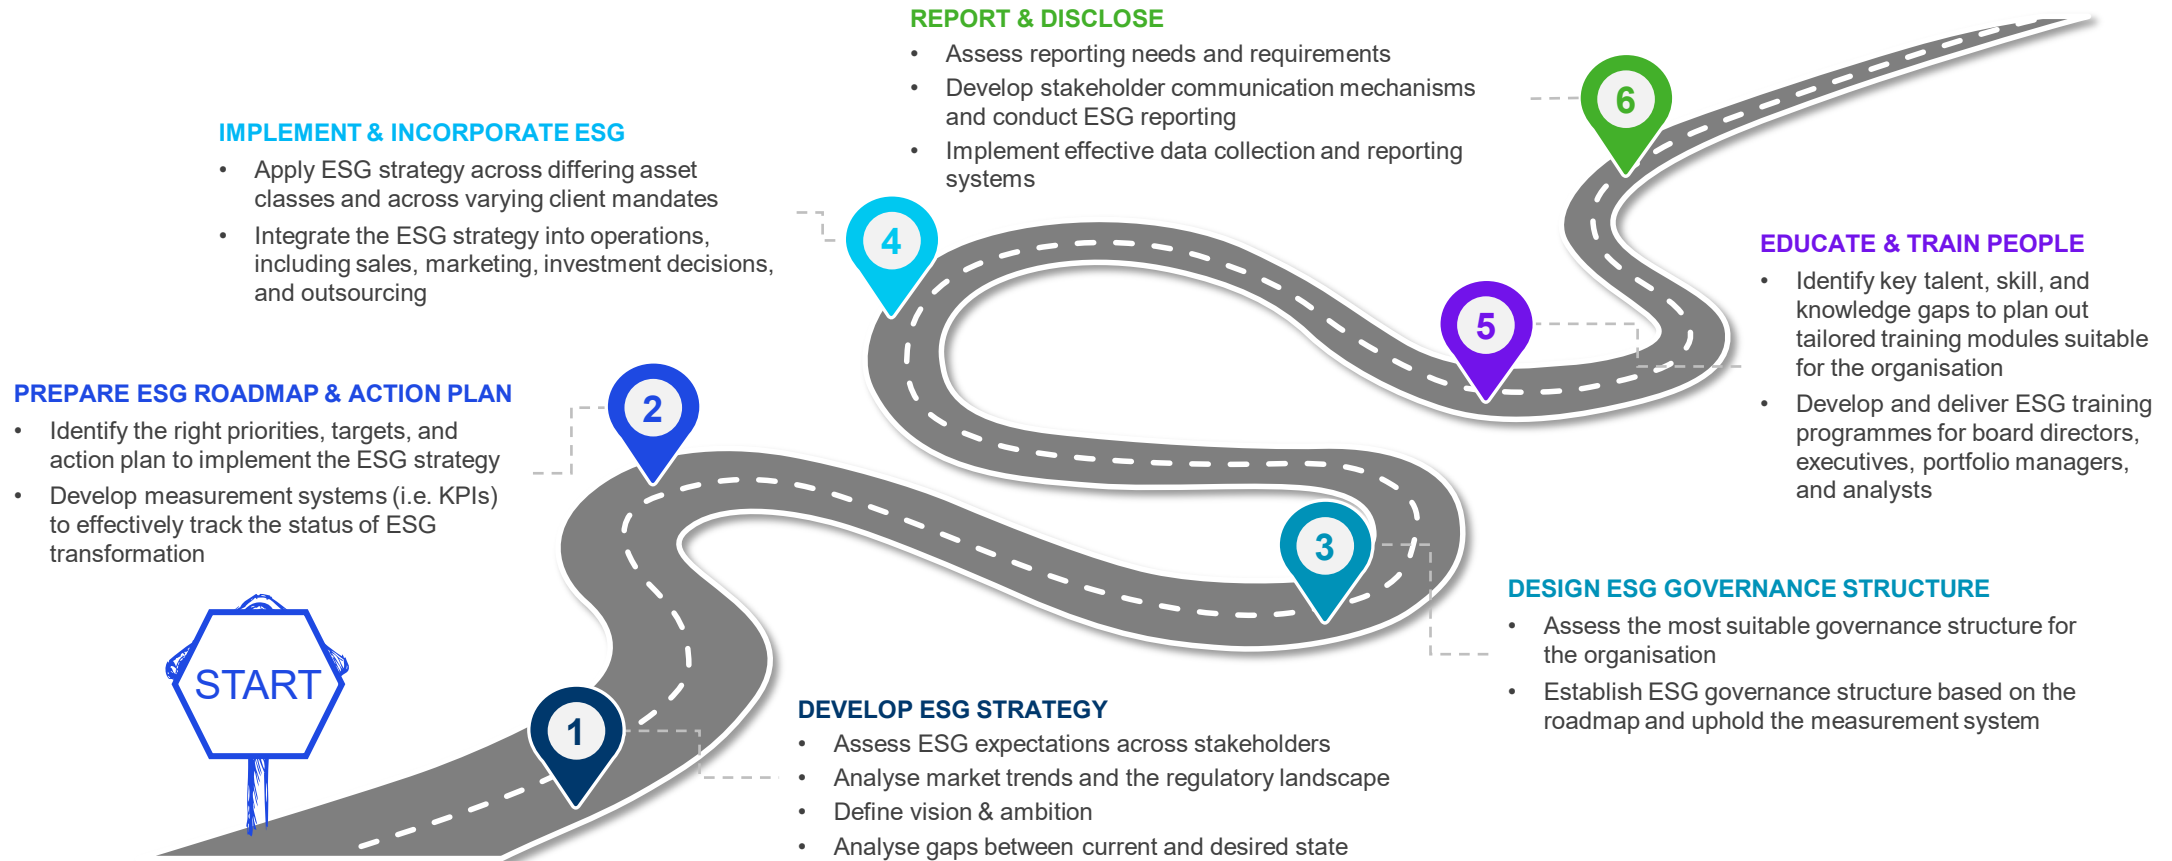 REPORT & DISCLOSE
• Assess reporting needs and requirements
• Develop stakeholder communication mechanisms
and conduct ESG reporting
• Implement effective data collection and reporting
systems
6
IMPLEMENT & INCORPORATE ESG
• Apply ESG strategy across differing asset
classes and across varying client mandates
• Integrate the ESG strategy into operations,
including sales, marketing, investment decisions,
and outsourcing
4
EDUCATE & TRAIN PEOPLE
• Identify key talent, skill, and
knowledge gaps to plan out
tailored training modules suitable
for the organisation
• Develop and deliver ESG training
programmes for board directors,
executives, portfolio managers,
and analysts
5
PREPARE ESG ROADMAP & ACTION PLAN
• Identify the right priorities, targets, and
action plan to implement the ESG strategy
• Develop measurement systems (i.e. KPIs)
to effectively track the status of ESG
transformation
2
3
DESIGN ESG GOVERNANCE STRUCTURE
• Assess the most suitable governance structure for
the organisation
• Establish ESG governance structure based on the
roadmap and uphold the measurement system
START
1
DEVELOP ESG STRATEGY
• Assess ESG expectations across stakeholders
• Analyse market trends and the regulatory landscape
• Define vision & ambition
• Analyse gaps between current and desired state